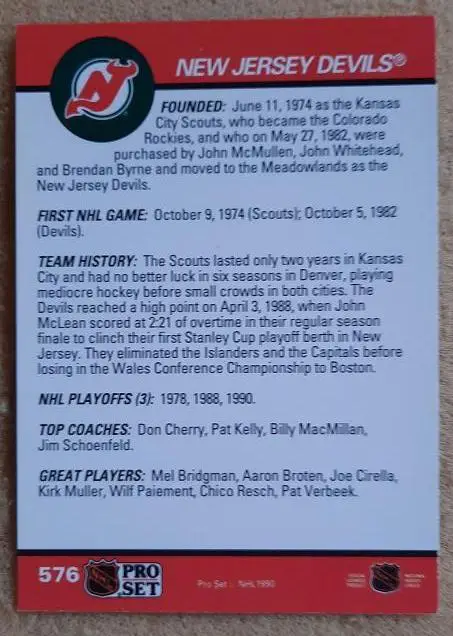 NEW JERSEY DEVILS®
FOUNDED: June 11, 1974 as the Kansas
City Scouts, who became the Colorado
Rockies, and who on May 27, 1982, were
purchased by John McMullen, John Whitehead,
and Brendan Byrne and moved to the Meadowlands as the
New Jersey Devils.
FIRST NHL GAME: October 9, 1974 (Scouts); October 5, 1982
(Devils).
TEAM HISTORY: The Scouts lasted only two years in Kansas
City and had no better luck in six seasons in Denver, playing
mediocre hockey before small crowds in both cities. The
Devils reached a high point on April 3, 1988, when John
McLean scored at 2:21 of overtime in their regular season
finale to clinch their first Stanley Cup playoff berth in New
Jersey. They eliminated the Islanders and the Capitals before
losing in the Wales Conference Championship to Boston.
NHL PLAYOFFS (3): 1978, 1988, 1990.
TOP COACHES: Don Cherry, Pat Kelly, Billy MacMillan,
Jim Schoenfeld.
GREAT PLAYERS: Mel Bridgman, Aaron Broten, Joe Cirella,
Kirk Muller, Wilf Paiement, Chico Resch, Pat Verbeek.
576 NHL PRO
SET
Pro Set NHL 1990